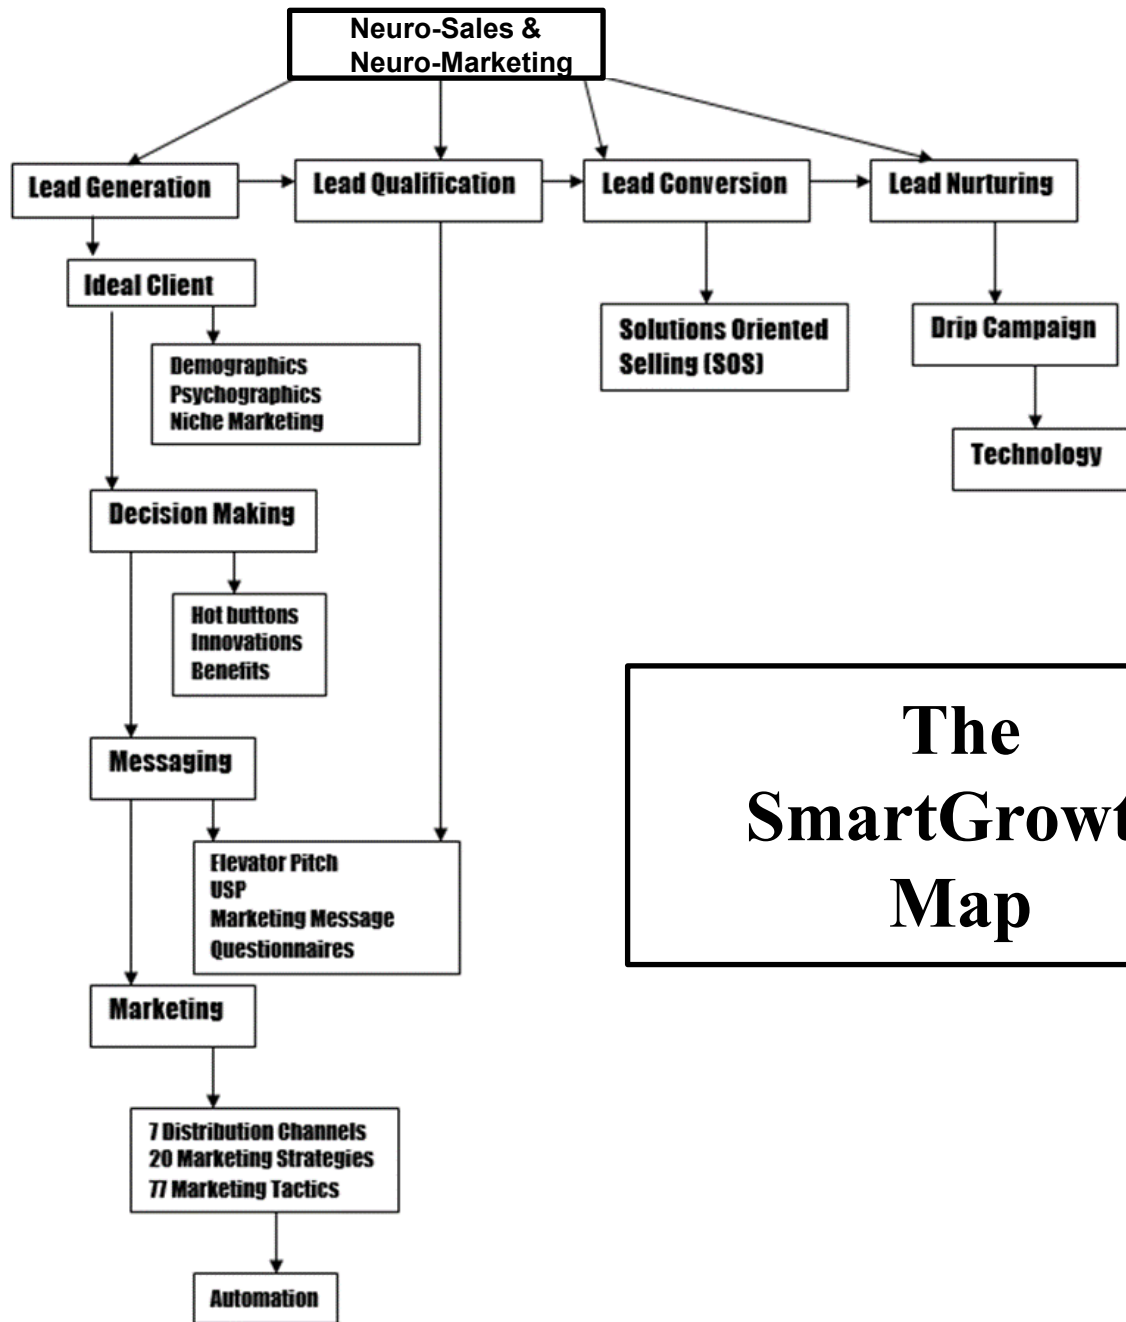 Neuro-Sales &
Neuro-Marketing
Lead Generation
Lead Qualification
Lead Conversion
Lead Nurturing
Ideal Client
Demographics
Psychographics
Niche Marketing
Solutions Oriented
Selling (SOS)
Drip Campaign
Technology
Decision Making
Hot buttons
Innovations
Benefits
Messaging
Elevator Pitch
USP
Marketing Message
Questionnaires
Marketing
7 Distribution Channels
20 Marketing Strategies
77 Marketing Tactics
Automation
The
SmartGrowt
Map